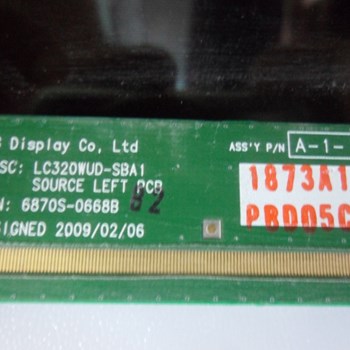 Display Co, Ltd
SC: LC320WUD-SBA1
SOURCE LEFT PCB
N: 6870S-0668B 82
SIGNED 2009/02/06
ASS'Y P/N A-1-
1873A1
PBD05C